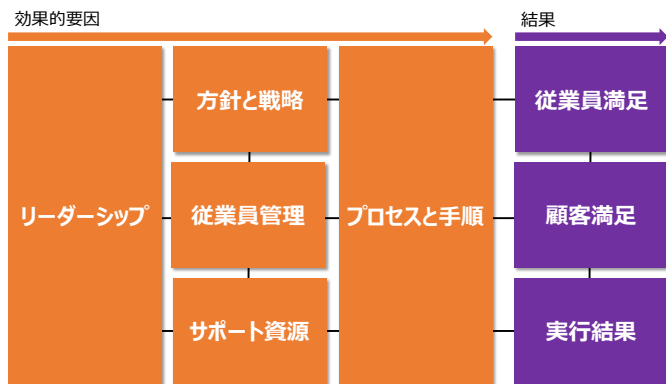 効果的要因
結果
リーダーシップ
方針と戦略
従業員管理
サポート資源
プロセスと手順
従業員満足
顧客満足
実行結果